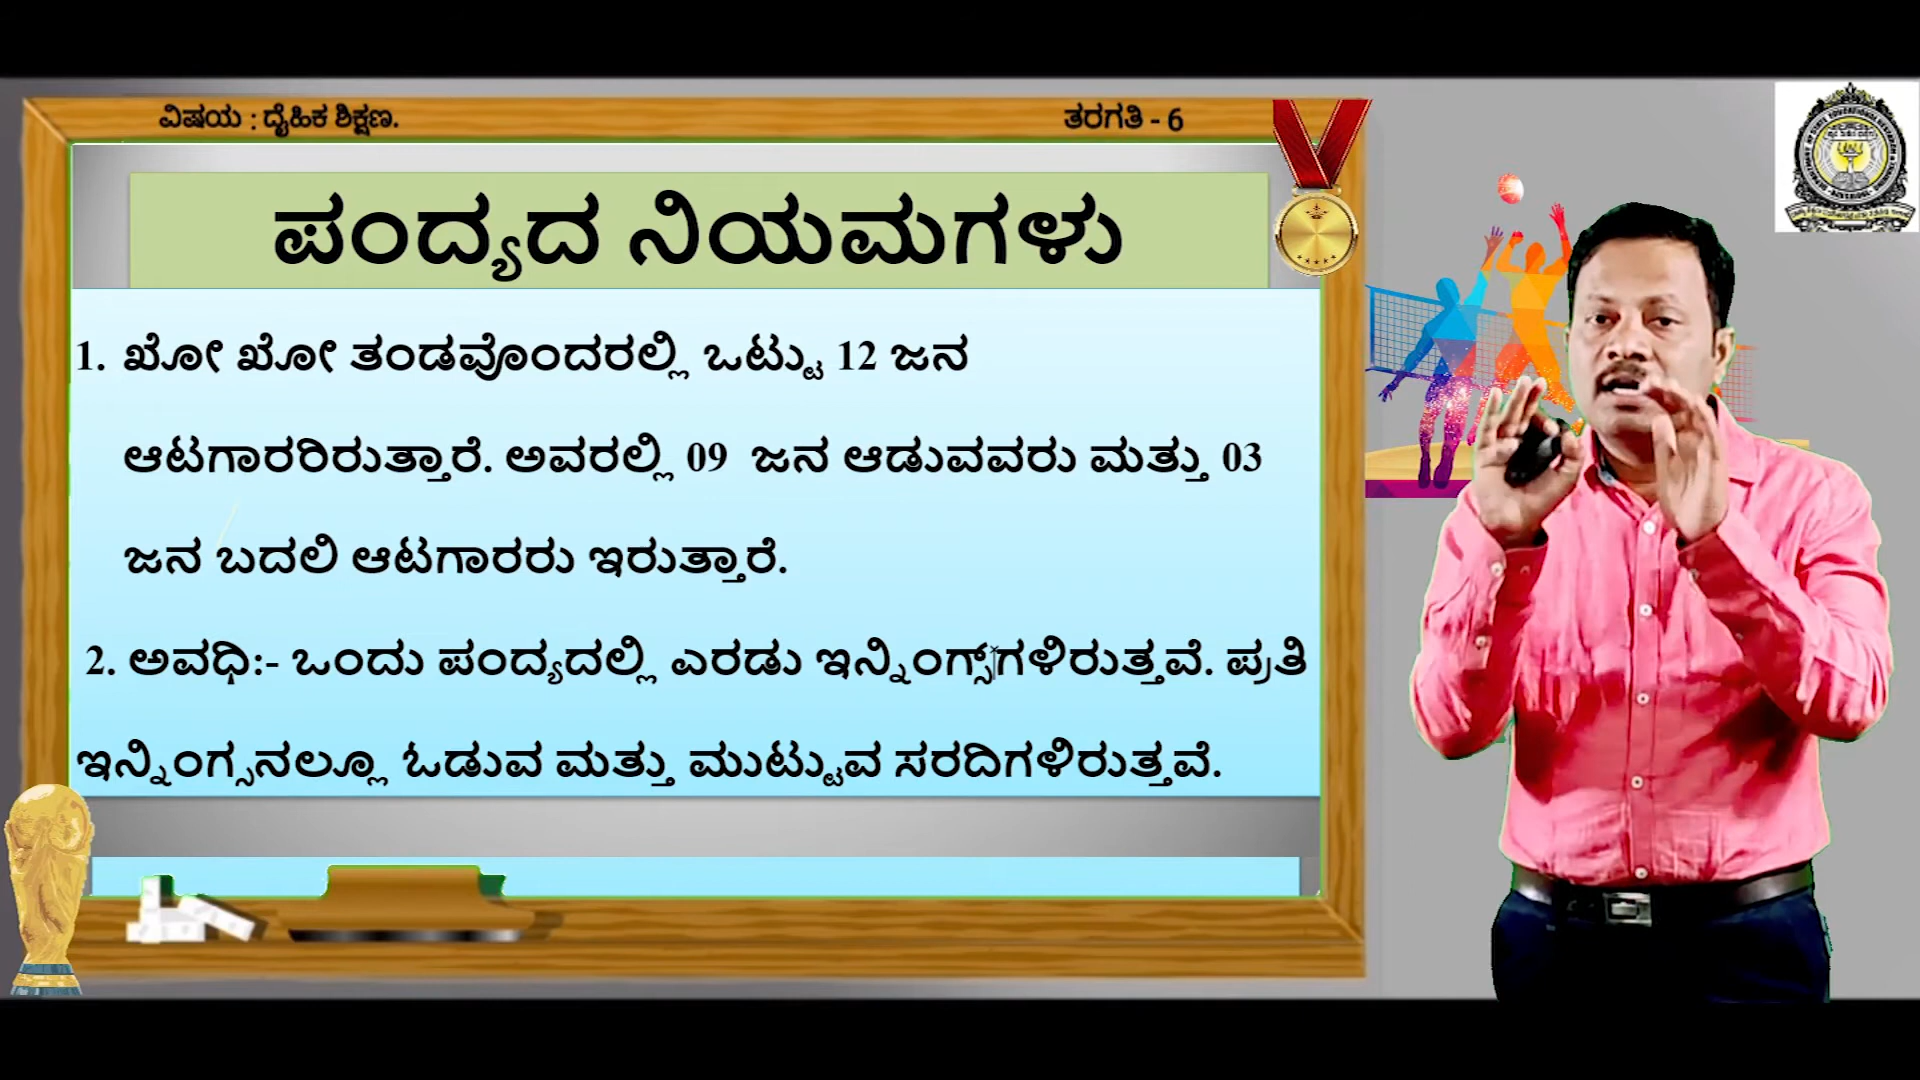 ವಿಷಯ : ದೈಹಿಕ ಶಿಕ್ಷಣ.
ತರಗತಿ - 6
ಪಂದ್ಯದ ನಿಯಮಗಳು
1. ಖೋ ಖೋ ತಂಡವೊಂದರಲ್ಲಿ ಒಟ್ಟು 12 ಜನ
ಆಟಗಾರರಿರುತ್ತಾರೆ. ಅವರಲ್ಲಿ 09 ಜನ ಆಡುವವರು ಮತ್ತು 03
ಜನ ಬದಲಿ ಆಟಗಾರರು ಇರುತ್ತಾರೆ.
2. ಅವಧಿ:- ಒಂದು ಪಂದ್ಯದಲ್ಲಿ ಎರಡು ಇನ್ನಿಂಗ್ಸ್‌ಗಳಿರುತ್ತವೆ. ಪ್ರತಿ
ಇನ್ನಿಂಗ್ಸನಲ್ಲೂ ಓಡುವ ಮತ್ತು ಮುಟ್ಟುವ ಸರದಿಗಳಿರುತ್ತವೆ.